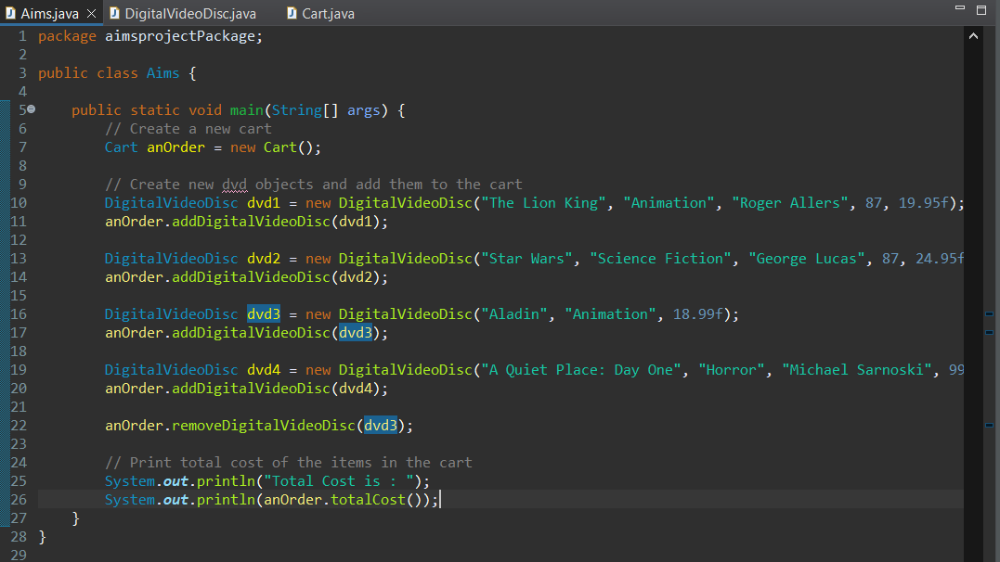 Aims.java DigitalVideoDisc.java Cart.java
1 package aimsprojectPackage;
2
3 public class Aims {
4
5 public static void main(String[] args) {
6 // Create a new cart
7 Cart anOrder = new Cart();
8
9 // Create new dvd objects and add them to the cart
10 DigitalVideoDisc dvd1 = new DigitalVideoDisc("The Lion King", "Animation", "Roger Allers", 87, 19.95f);
11 anOrder.addDigitalVideoDisc(dvd1);
12
13 DigitalVideoDisc dvd2 = new DigitalVideoDisc("Star Wars", "Science Fiction", "George Lucas", 87, 24.95f
14 anOrder.addDigitalVideoDisc(dvd2);
15
16 DigitalVideoDisc dvd3 = new DigitalVideoDisc("Aladin", "Animation", 18.99f);
17 anOrder.addDigitalVideoDisc(dvd3);
18
19 DigitalVideoDisc dvd4 = new DigitalVideoDisc("A Quiet Place: Day One", "Horror", "Michael Sarnoski", 99
20 anOrder.addDigitalVideoDisc(dvd4);
21
22 anOrder.removeDigitalVideoDisc(dvd3);
23
24 // Print total cost of the items in the cart
25 System.out.println("Total Cost is : ");
26 System.out.println(anOrder.totalCost());
27 }
28 }
29